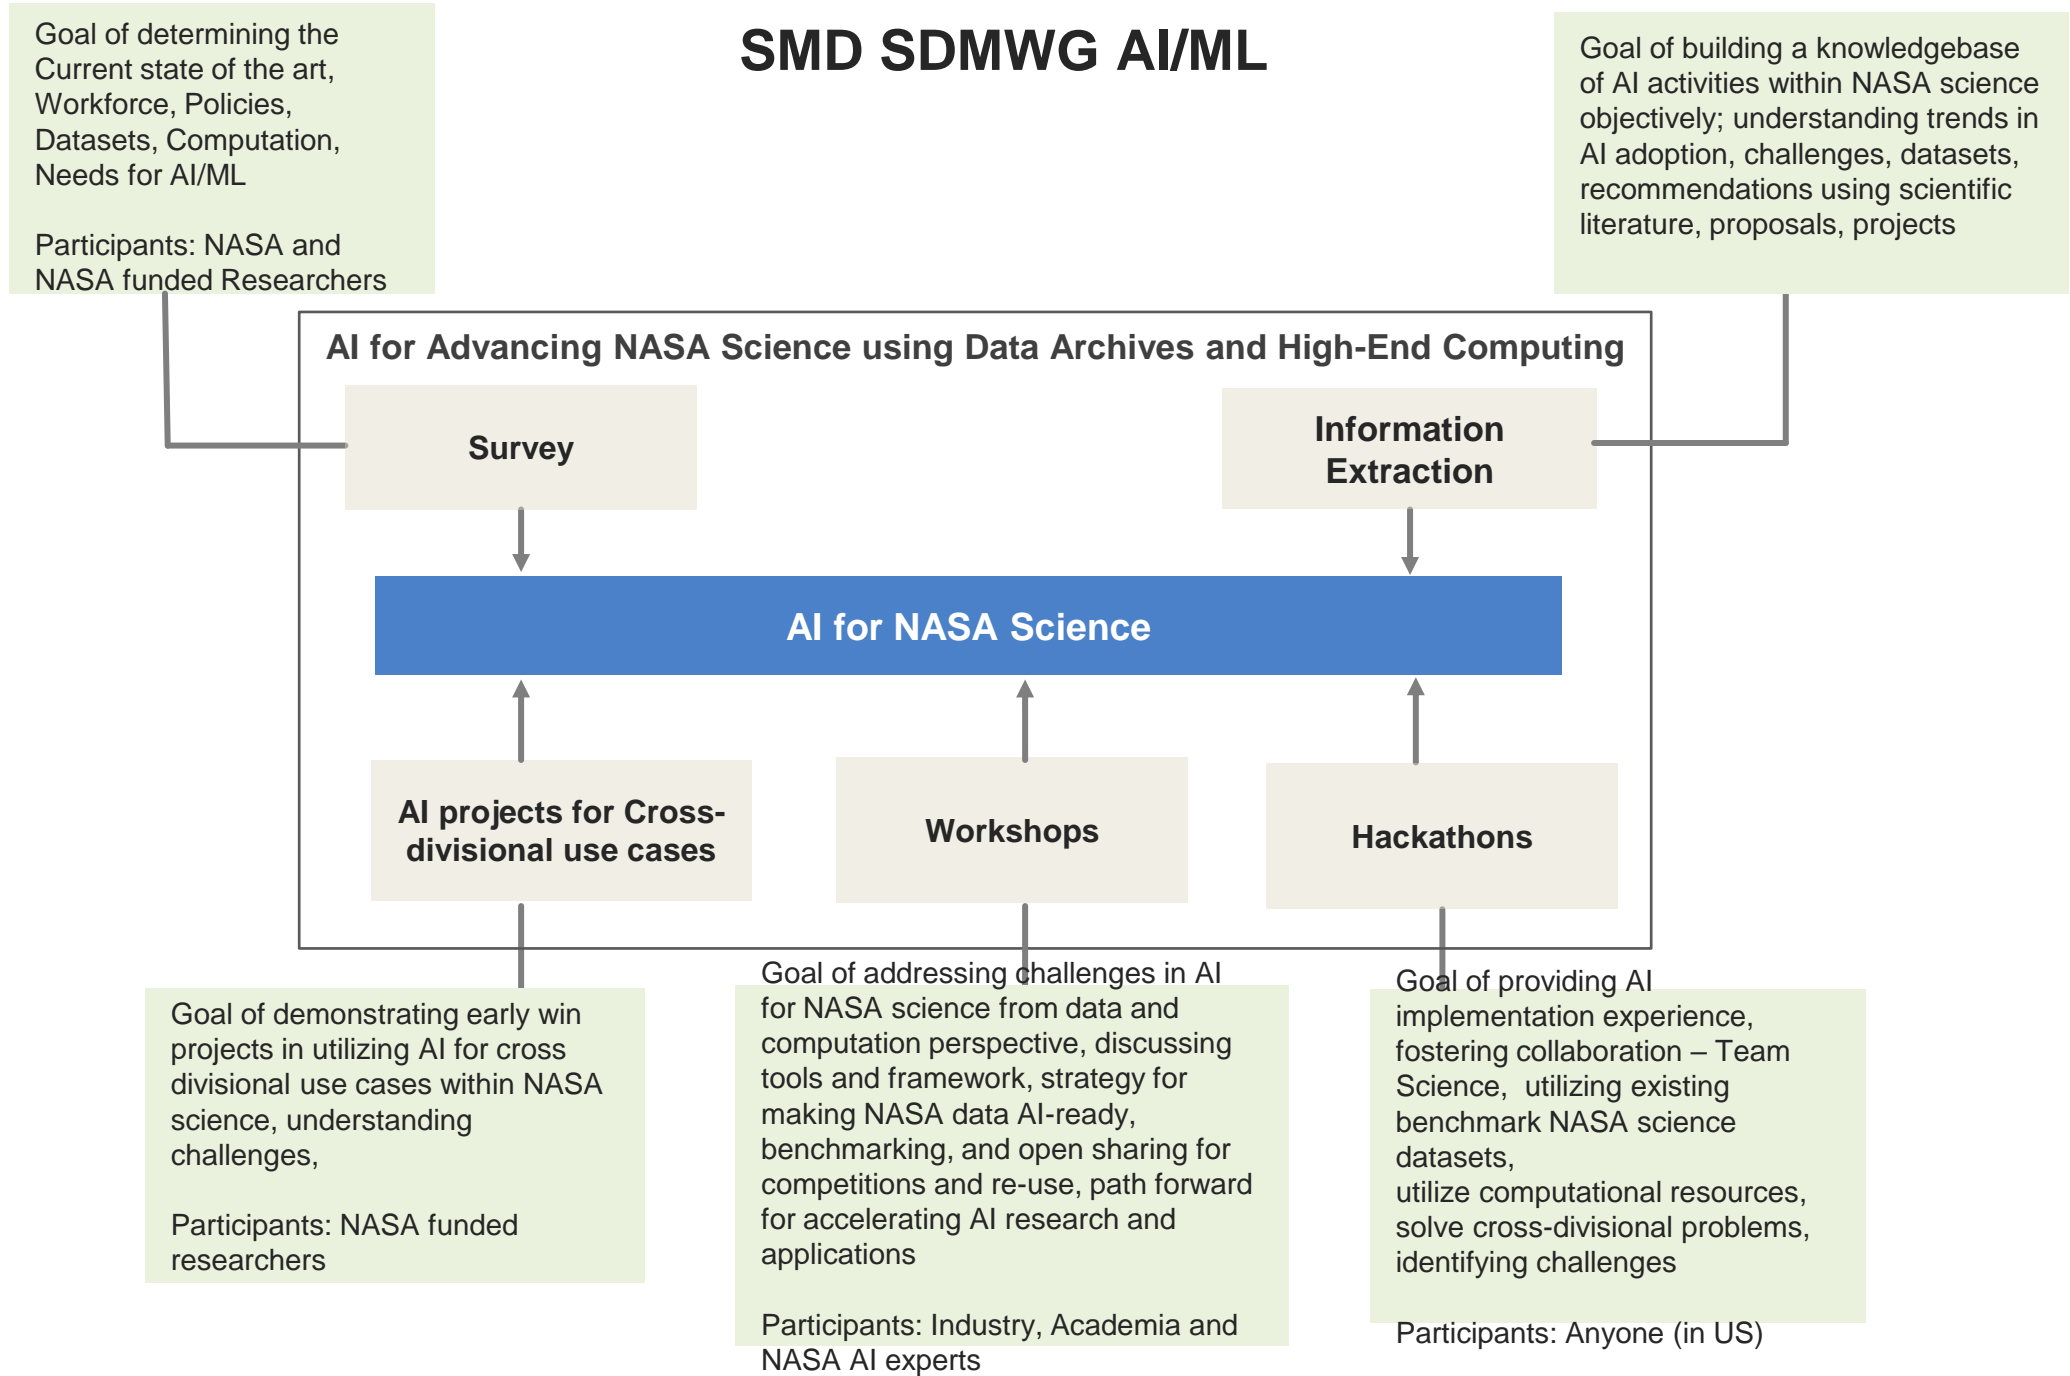 SMD SDMWG AI/ML
Goal of determining the
Current state of the art,
Workforce, Policies,
Datasets, Computation,
Needs for AI/ML
Participants: NASA and
NASA funded Researchers
Goal of building a knowledgebase
of AI activities within NASA science
objectively; understanding trends in
AI adoption, challenges, datasets,
recommendations using scientific
literature, proposals, projects
AI for Advancing NASA Science using Data Archives and High-End Computing
Survey
Information
Extraction
AI for NASA Science
AI projects for Cross-
divisional use cases
Workshops
Hackathons
Goal of demonstrating early win
projects in utilizing AI for cross
divisional use cases within NASA
science, understanding
challenges,
Participants: NASA funded
researchers
Goal of addressing challenges in AI
for NASA science from data and
computation perspective, discussing
tools and framework, strategy for
making NASA data AI-ready,
benchmarking, and open sharing for
competitions and re-use, path forward
for accelerating AI research and
applications
Participants: Industry, Academia and
NASA AI experts
Goal of providing AI
implementation experience,
fostering collaboration – Team
Science,  utilizing existing
benchmark NASA science
datasets,
utilize computational resources,
solve cross-divisional problems,
identifying challenges
Participants: Anyone (in US)